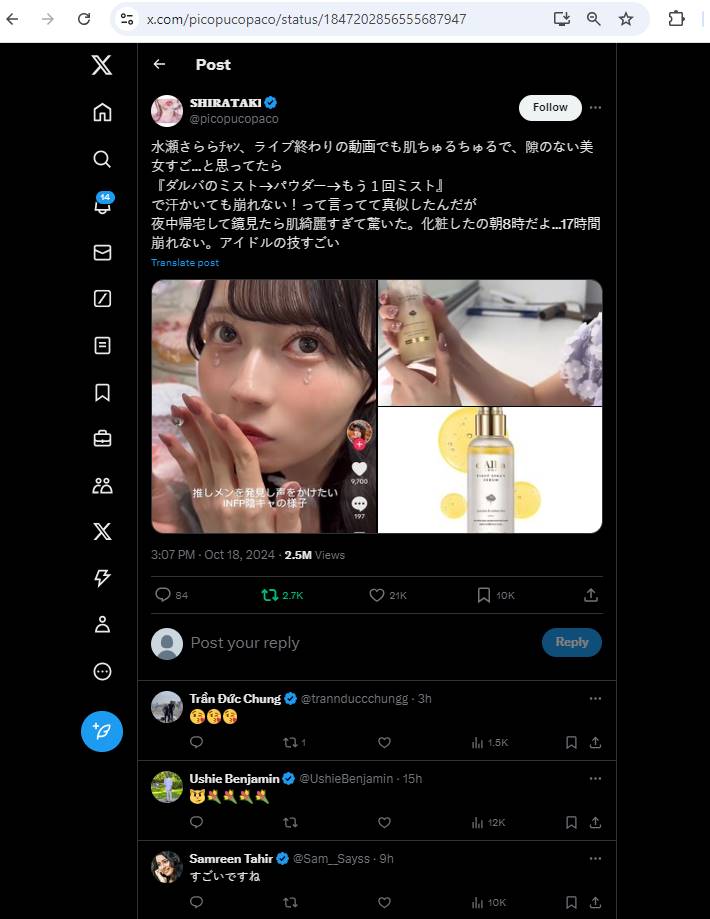 x.com/picopucopaco/status/1847202856555687947
Post
SHIRATAKI
@picopucopaco
Follow
14
水瀬さららﾁｬﾝ、ライブ終わりの動画でも肌ちゅるちゅるで、隙のない美
女すご…と思ってたら
『ダルバのミスト→パウダー→もう１回ミスト』
で汗かいても崩れない！って言ってて真似したんだが
夜中帰宅して鏡見たら肌綺麗すぎて驚いた。化粧したの朝8時だよ…17時間
崩れない。アイドルの技すごい
Translate post
9,700
推しメンを発見し声をかけたい
INFP陰キャの様子
197
3:07 PM · Oct 18, 2024 · 2.5M Views
84 2.7K 21K 10K
Post your reply
Reply
Trần Đức Chung @trannduccchungg · 3h
😘😘😘
1 1.5K
Ushie Benjamin @UshieBenjamin · 15h
😼💐💐💐💐
12K
Samreen Tahir @Sam_Sayss · 9h
すごいですね
10K